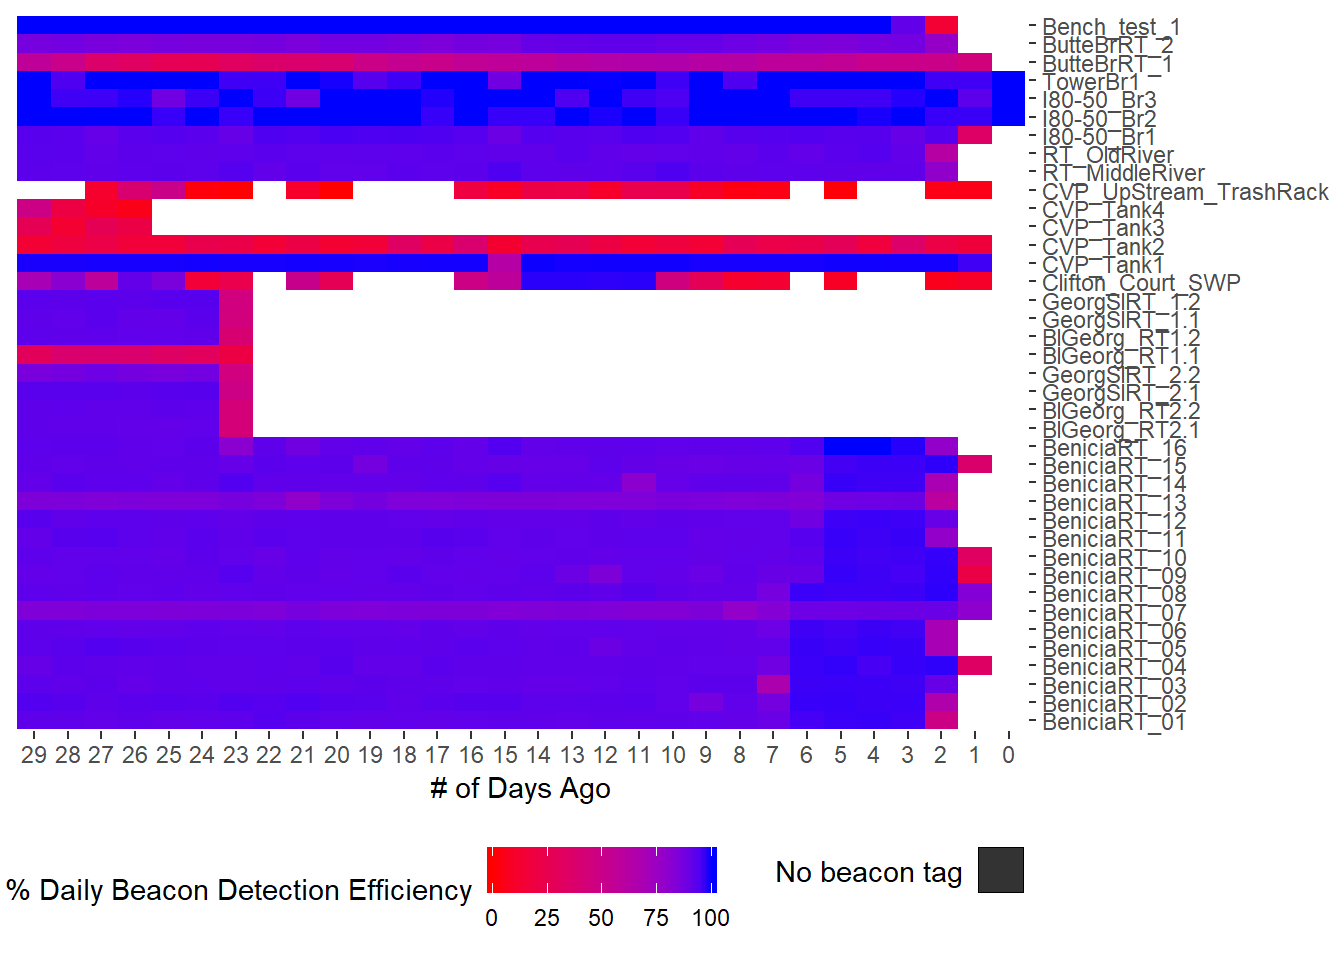 Bench_test_1
ButteBrRT_2
ButteBrRT_1
TowerBr1
I80-50_Br3
I80-50_Br2
I80-50_Br1
RT_OldRiver
RT_MiddleRiver
CVP_UpStream_TrashRack
CVP_Tank4
CVP_Tank3
CVP_Tank2
CVP_Tank1
Clifton_Court_SWP
GeorgSlRT_1.2
GeorgSlRT_1.1
BlGeorg_RT1.2
BlGeorg_RT1.1
GeorgSlRT_2.2
GeorgSlRT_2.1
BlGeorg_RT2.2
BlGeorg_RT2.1
BeniciaRT_16
BeniciaRT_15
BeniciaRT_14
BeniciaRT_13
BeniciaRT_12
BeniciaRT_11
BeniciaRT_10
BeniciaRT_09
BeniciaRT_08
BeniciaRT_07
BeniciaRT_06
BeniciaRT_05
BeniciaRT_04
BeniciaRT_03
BeniciaRT_02
BeniciaRT_01
29 28 27 26 25 24 23 22 21 20 19 18 17 16 15 14 13 12 11 10 9 8 7 6 5 4 3 2 1 0
# of Days Ago
% Daily Beacon Detection Efficiency
0 25 50 75 100
No beacon tag